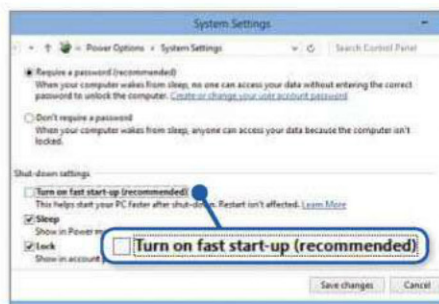 System Settings
Power Options › System Settings
Search Control Panel
Require a password (recommended)
When your computer wakes from sleep, no one can access your data without entering the correct
password to unlock the computer. Create or change your user account password
Don't require a password
When your computer wakes from sleep, anyone can access your data because the computer isn't
locked.
Shut-down settings
Turn on fast start-up (recommended)
This helps start your PC faster after shut-down. Restart isn't affected. Learn More
Sleep
Show in Power
Turn on fast start-up (recommended)
Lock
Show in account
Save changes
Cancel